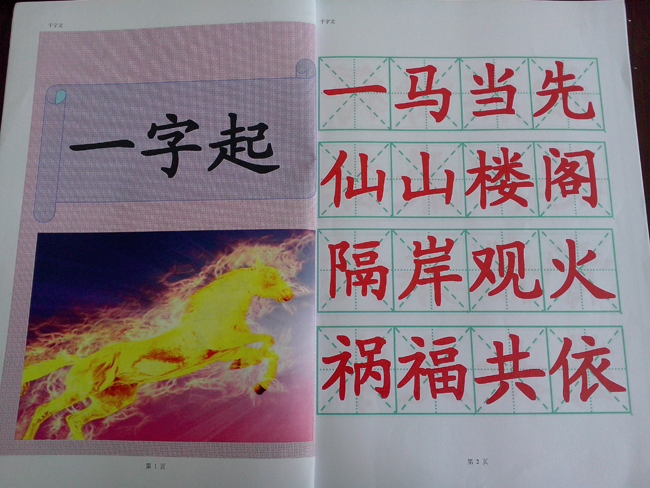 千字文
一字起
第1页
千字文
一马当先
仙山楼阁
隔岸观火
祸福共依
第2页